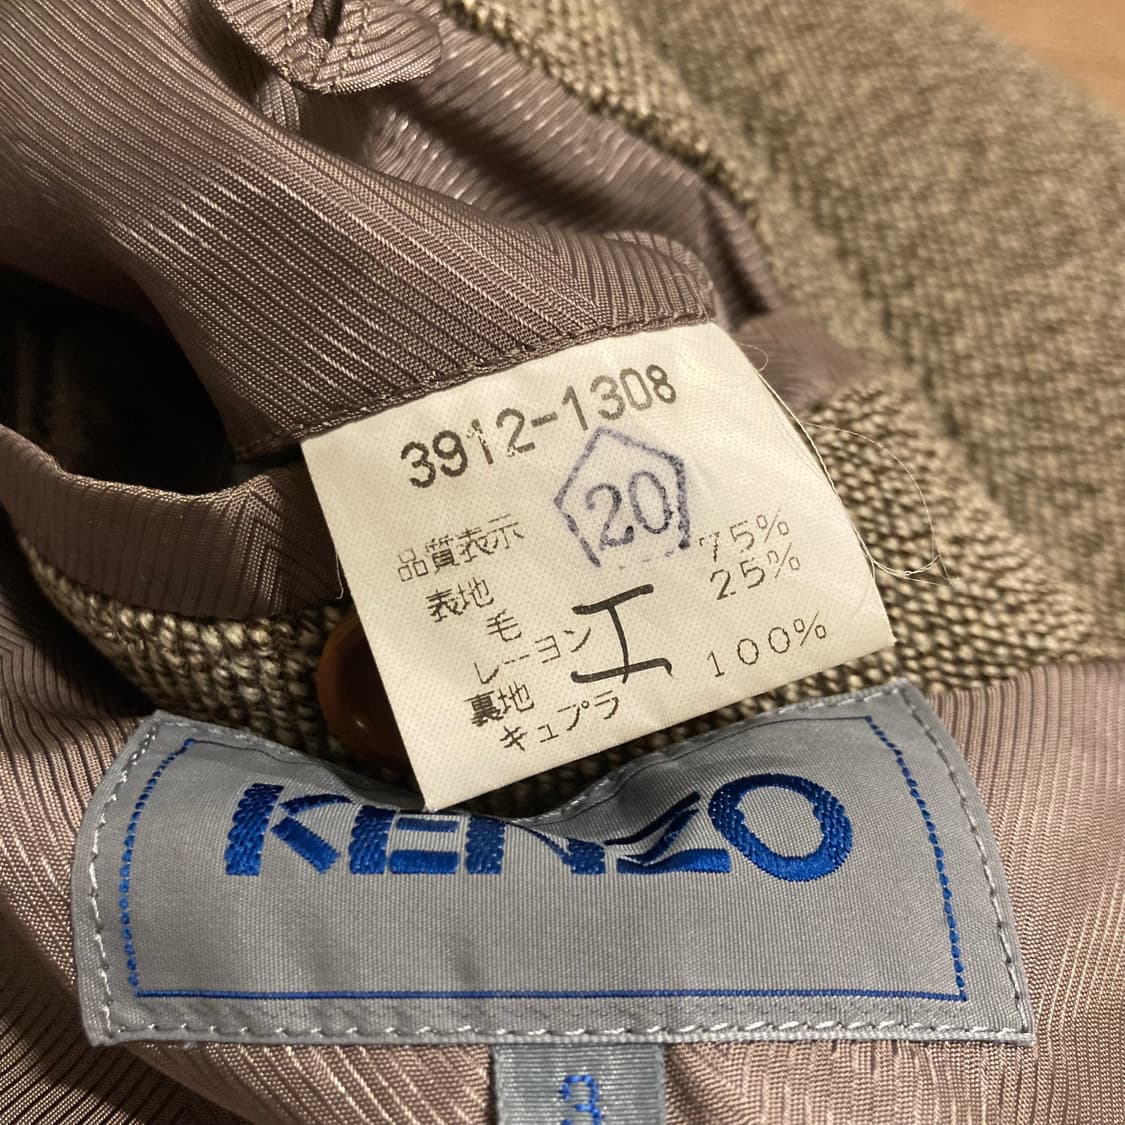 3912-1308
20
品質表示
表地
毛 75%
レーヨン 25%
エ
裏地
キュプラ 100%
KENZO
3